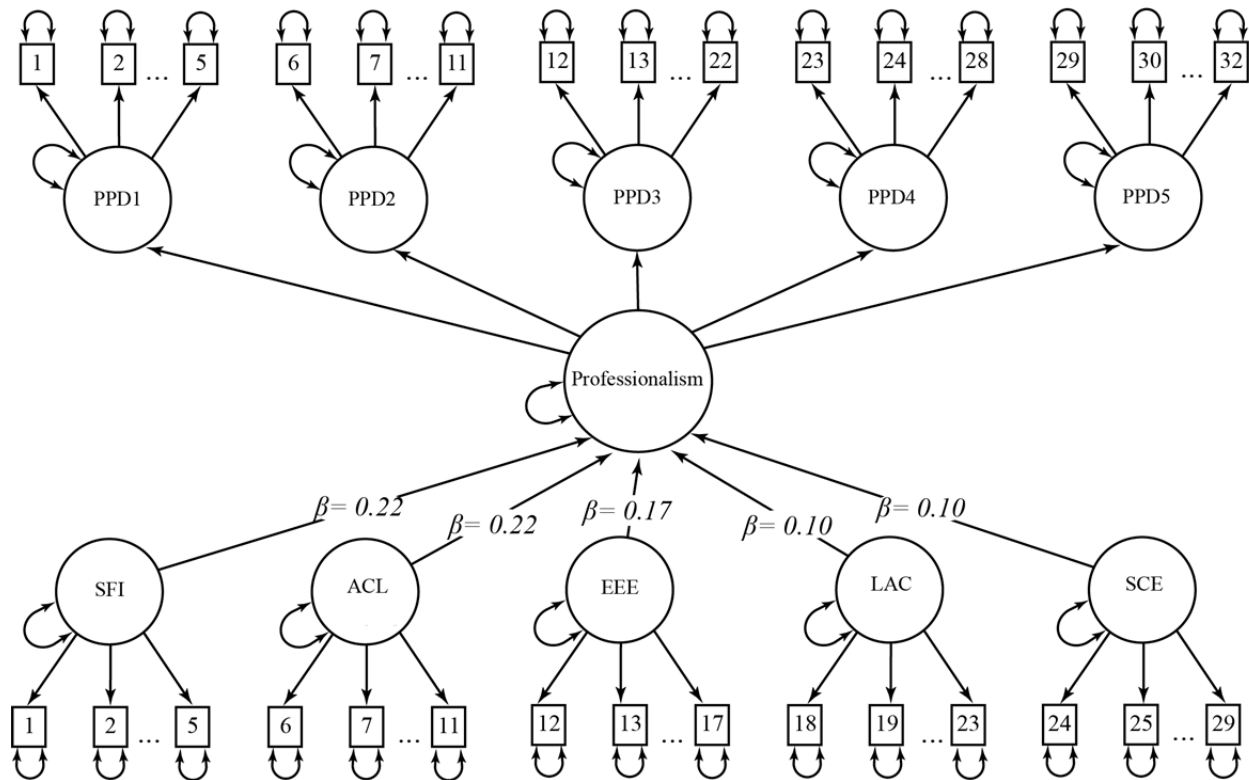 1 2 ... 5 6 7 ... 11 12 13 ... 22 23 24 ... 28 29 30 ... 32
PPD1 PPD2 PPD3 PPD4 PPD5
Professionalism
β= 0.22 β= 0.22 β= 0.17 β= 0.10 β= 0.10
SFI ACL EEE LAC SCE
1 2 ... 5 6 7 ... 11 12 13 ... 17 18 19 ... 23 24 25 ... 29